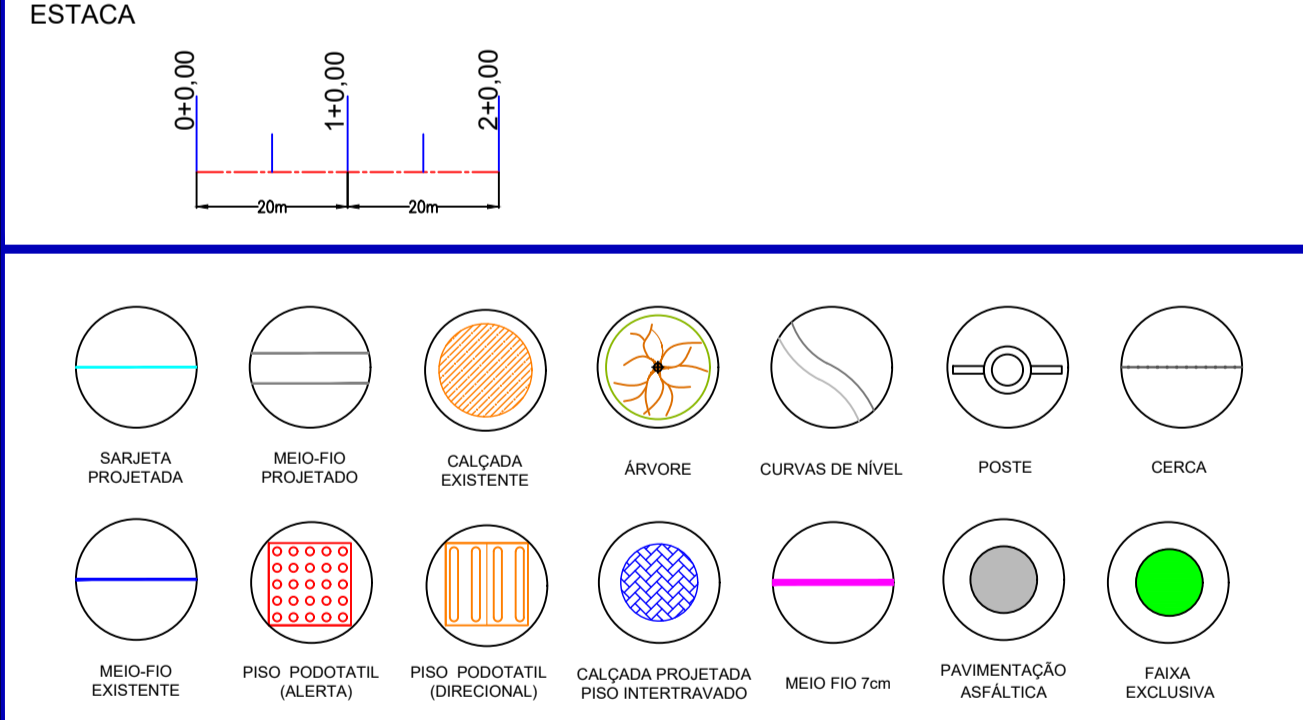 ESTACA
0+0,00
1+0,00
2+0,00
20m
20m
SARJETA
PROJETADA
MEIO-FIO
PROJETADO
CALÇADA
EXISTENTE
ÁRVORE
CURVAS DE NÍVEL
POSTE
CERCA
MEIO-FIO
EXISTENTE
PISO PODOTATIL
(ALERTA)
PISO PODOTATIL
(DIRECIONAL)
CALÇADA PROJETADA
PISO INTERTRAVADO
MEIO FIO 7cm
PAVIMENTAÇÃO
ASFÁLTICA
FAIXA
EXCLUSIVA